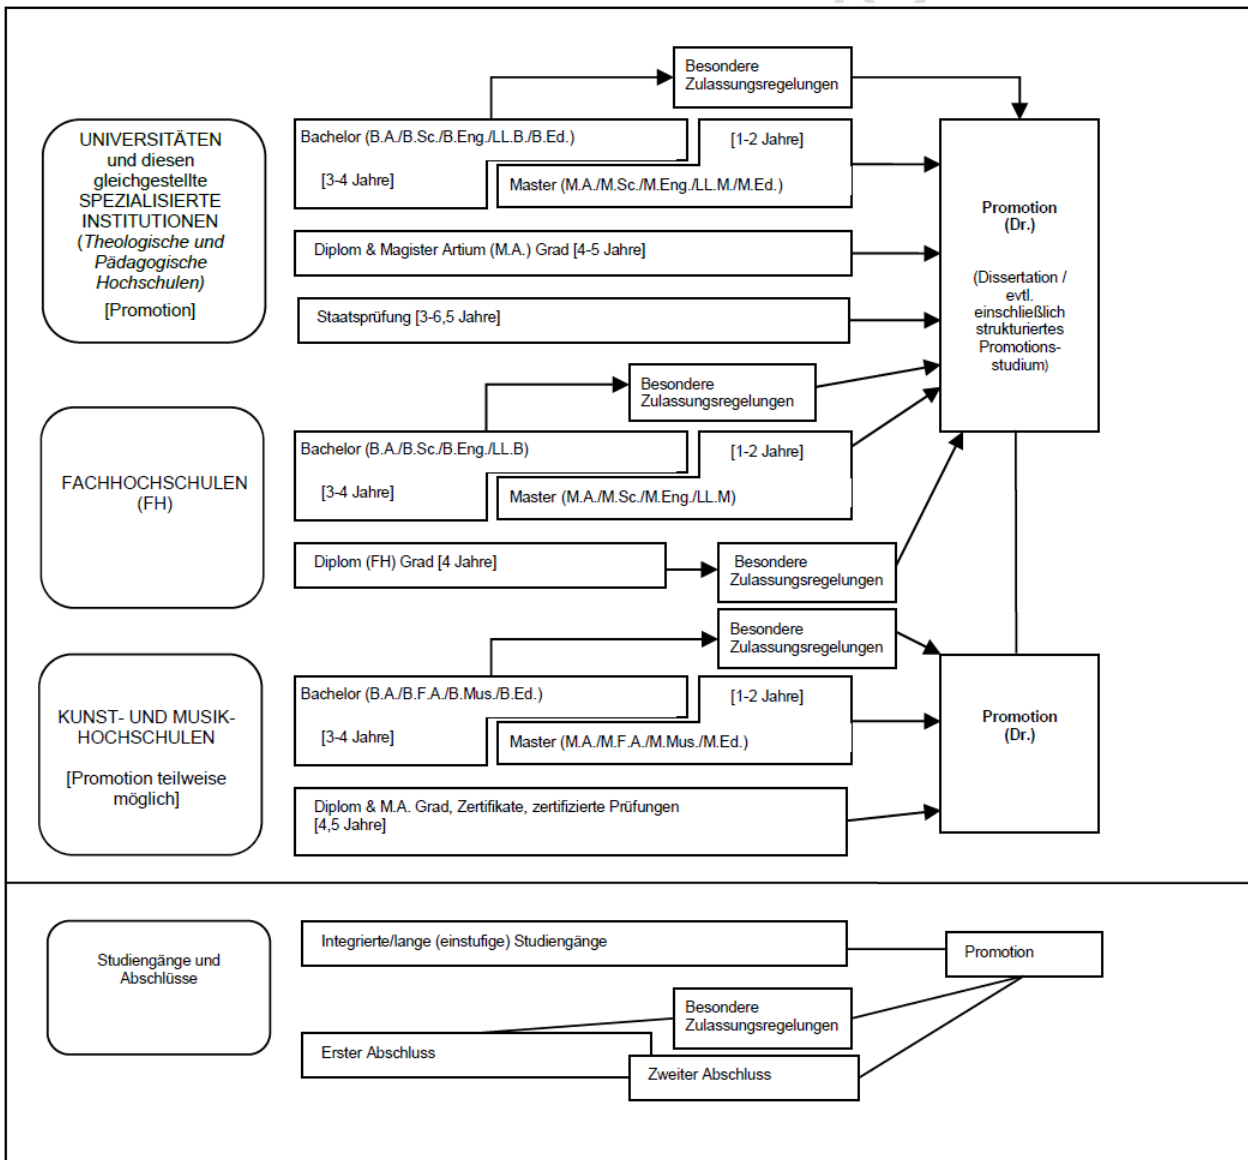 Besondere
Zulassungsregelungen
UNIVERSITÄTEN
und diesen
gleichgestellte
SPEZIALISIERTE
INSTITUTIONEN
(Theologische und
Pädagogische
Hochschulen)
[Promotion]
Bachelor (B.A./B.Sc./B.Eng./LL.B./B.Ed.)
[1-2 Jahre]
[3-4 Jahre]
Master (M.A./M.Sc./M.Eng./LL.M./M.Ed.)
Diplom & Magister Artium (M.A.) Grad [4-5 Jahre]
Staatsprüfung [3-6,5 Jahre]
Promotion
(Dr.)
(Dissertation /
evtl.
einschließlich
strukturiertes
Promotions-
studium)
Besondere
Zulassungsregelungen
FACHHOCHSCHULEN
(FH)
Bachelor (B.A./B.Sc./B.Eng./LL.B)
[1-2 Jahre]
[3-4 Jahre]
Master (M.A./M.Sc./M.Eng./LL.M)
Diplom (FH) Grad [4 Jahre]
Besondere
Zulassungsregelungen
Besondere
Zulassungsregelungen
KUNST- UND MUSIK-
HOCHSCHULEN
[Promotion teilweise
möglich]
Bachelor (B.A./B.F.A./B.Mus./B.Ed.)
[1-2 Jahre]
[3-4 Jahre]
Master (M.A./M.F.A./M.Mus./M.Ed.)
Diplom & M.A. Grad, Zertifikate, zertifizierte Prüfungen
[4,5 Jahre]
Promotion
(Dr.)
Studiengänge und
Abschlüsse
Integrierte/lange (einstufige) Studiengänge
Promotion
Besondere
Zulassungsregelungen
Erster Abschluss
Zweiter Abschluss